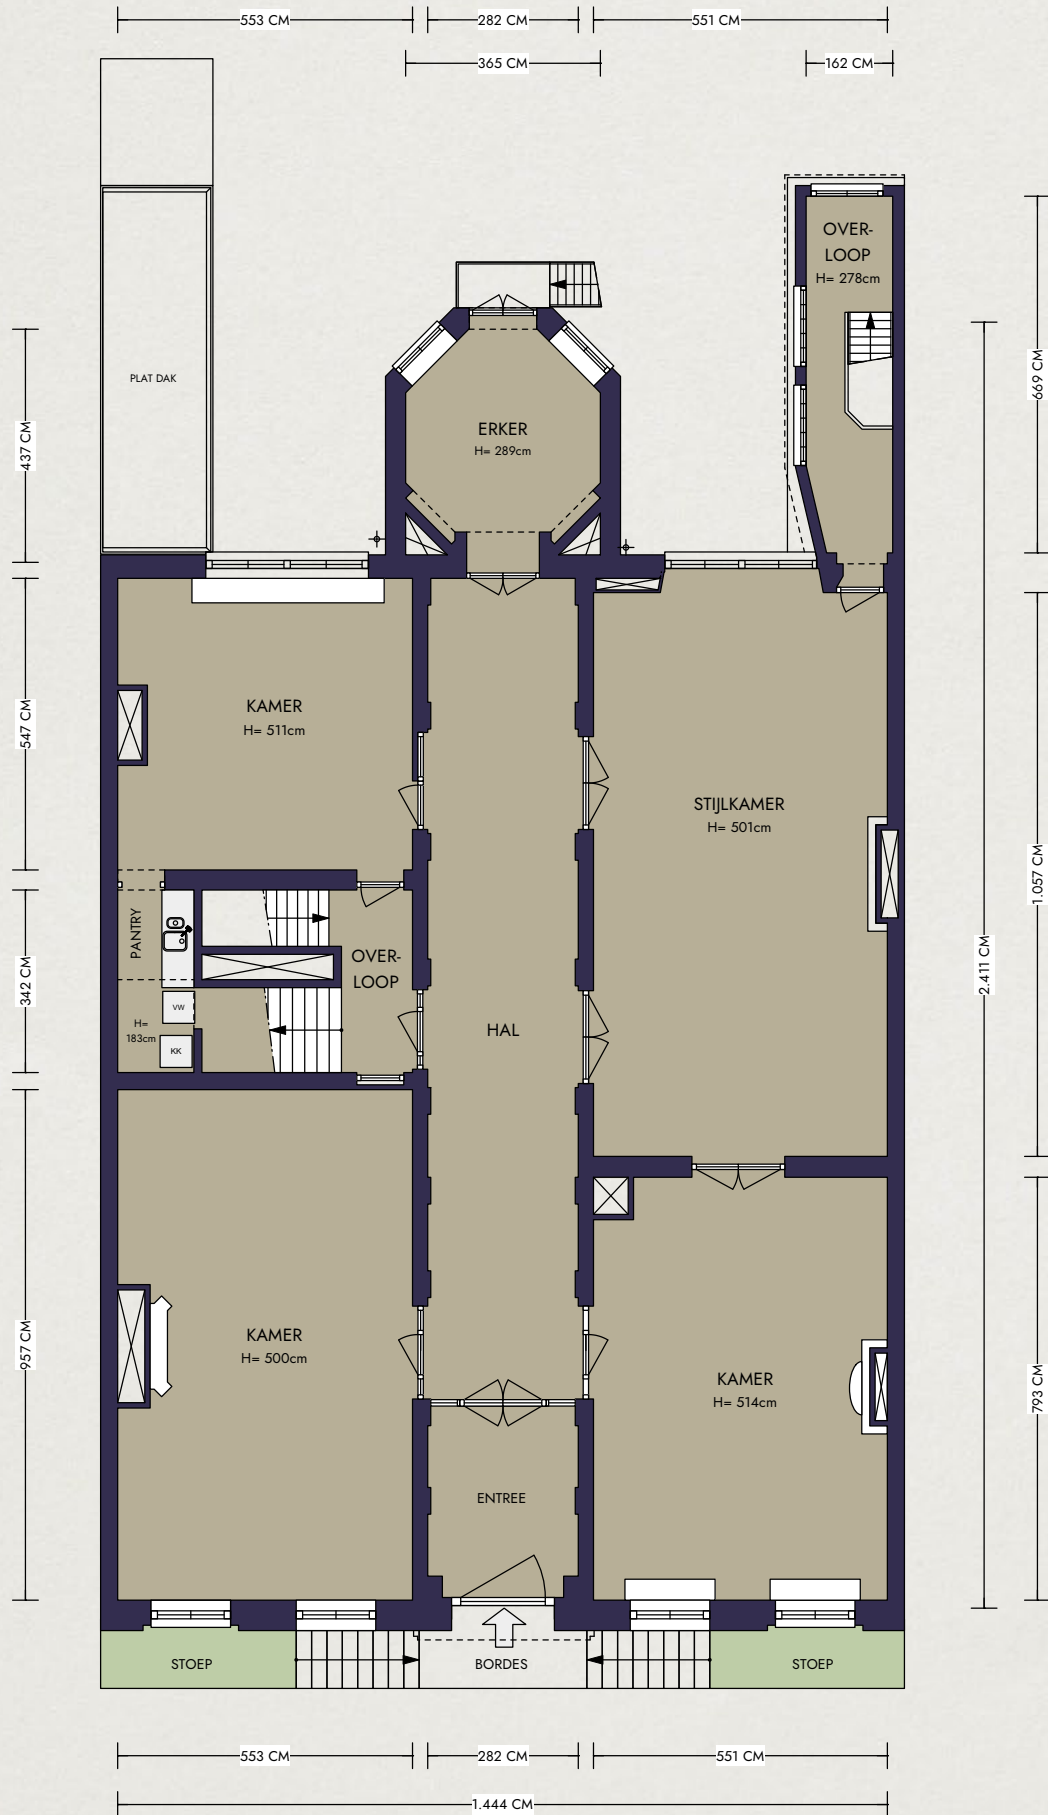 553 CM
282 CM
551 CM
365 CM
162 CM
OVER-
LOOP
H= 278cm
PLAT DAK
ERKER
H= 289cm
437 CM
669 CM
KAMER
H= 511cm
547 CM
STIJLKAMER
H= 501cm
1.057 CM
PANTRY
OVER-
LOOP
342 CM
2.411 CM
VW
H=
183cm
KK
HAL
KAMER
H= 500cm
957 CM
KAMER
H= 514cm
793 CM
ENTREE
STOEP
BORDES
STOEP
553 CM
282 CM
551 CM
1.444 CM